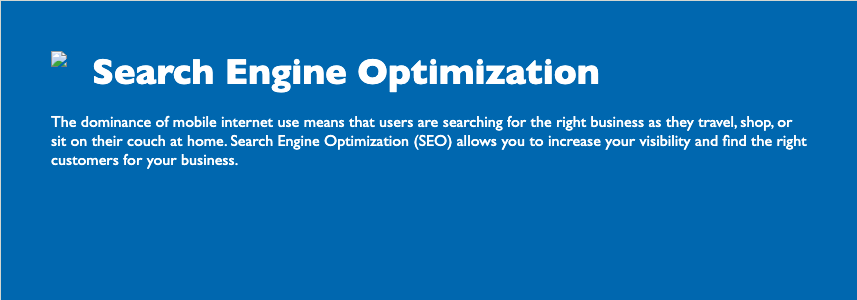 Search Engine Optimization
The dominance of mobile internet use means that users are searching for the right business as they travel, shop, or
sit on their couch at home. Search Engine Optimization (SEO) allows you to increase your visibility and find the right
customers for your business.